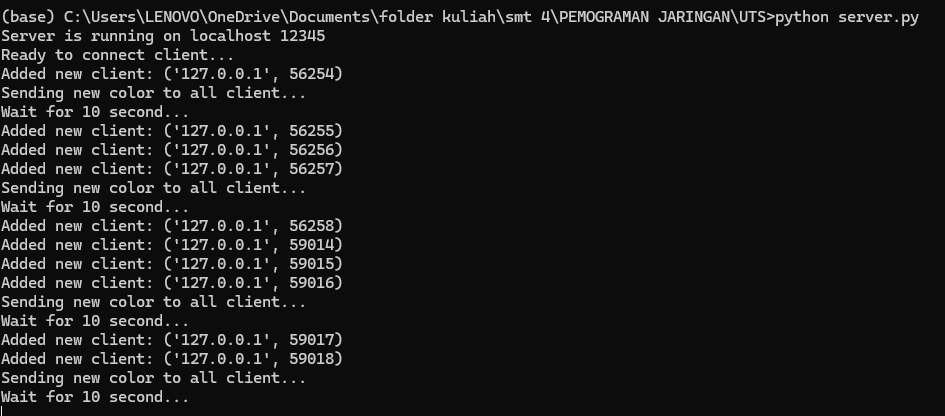 (base) C:\Users\LENOVO\OneDrive\Documents\folder kuliah\smt 4\PEMOGRAMAN JARINGAN\UTS>python server.py
Server is running on localhost 12345
Ready to connect client...
Added new client: ('127.0.0.1', 56254)
Sending new color to all client...
Wait for 10 second...
Added new client: ('127.0.0.1', 56255)
Added new client: ('127.0.0.1', 56256)
Added new client: ('127.0.0.1', 56257)
Sending new color to all client...
Wait for 10 second...
Added new client: ('127.0.0.1', 56258)
Added new client: ('127.0.0.1', 59014)
Added new client: ('127.0.0.1', 59015)
Added new client: ('127.0.0.1', 59016)
Sending new color to all client...
Wait for 10 second...
Added new client: ('127.0.0.1', 59017)
Added new client: ('127.0.0.1', 59018)
Sending new color to all client...
Wait for 10 second...